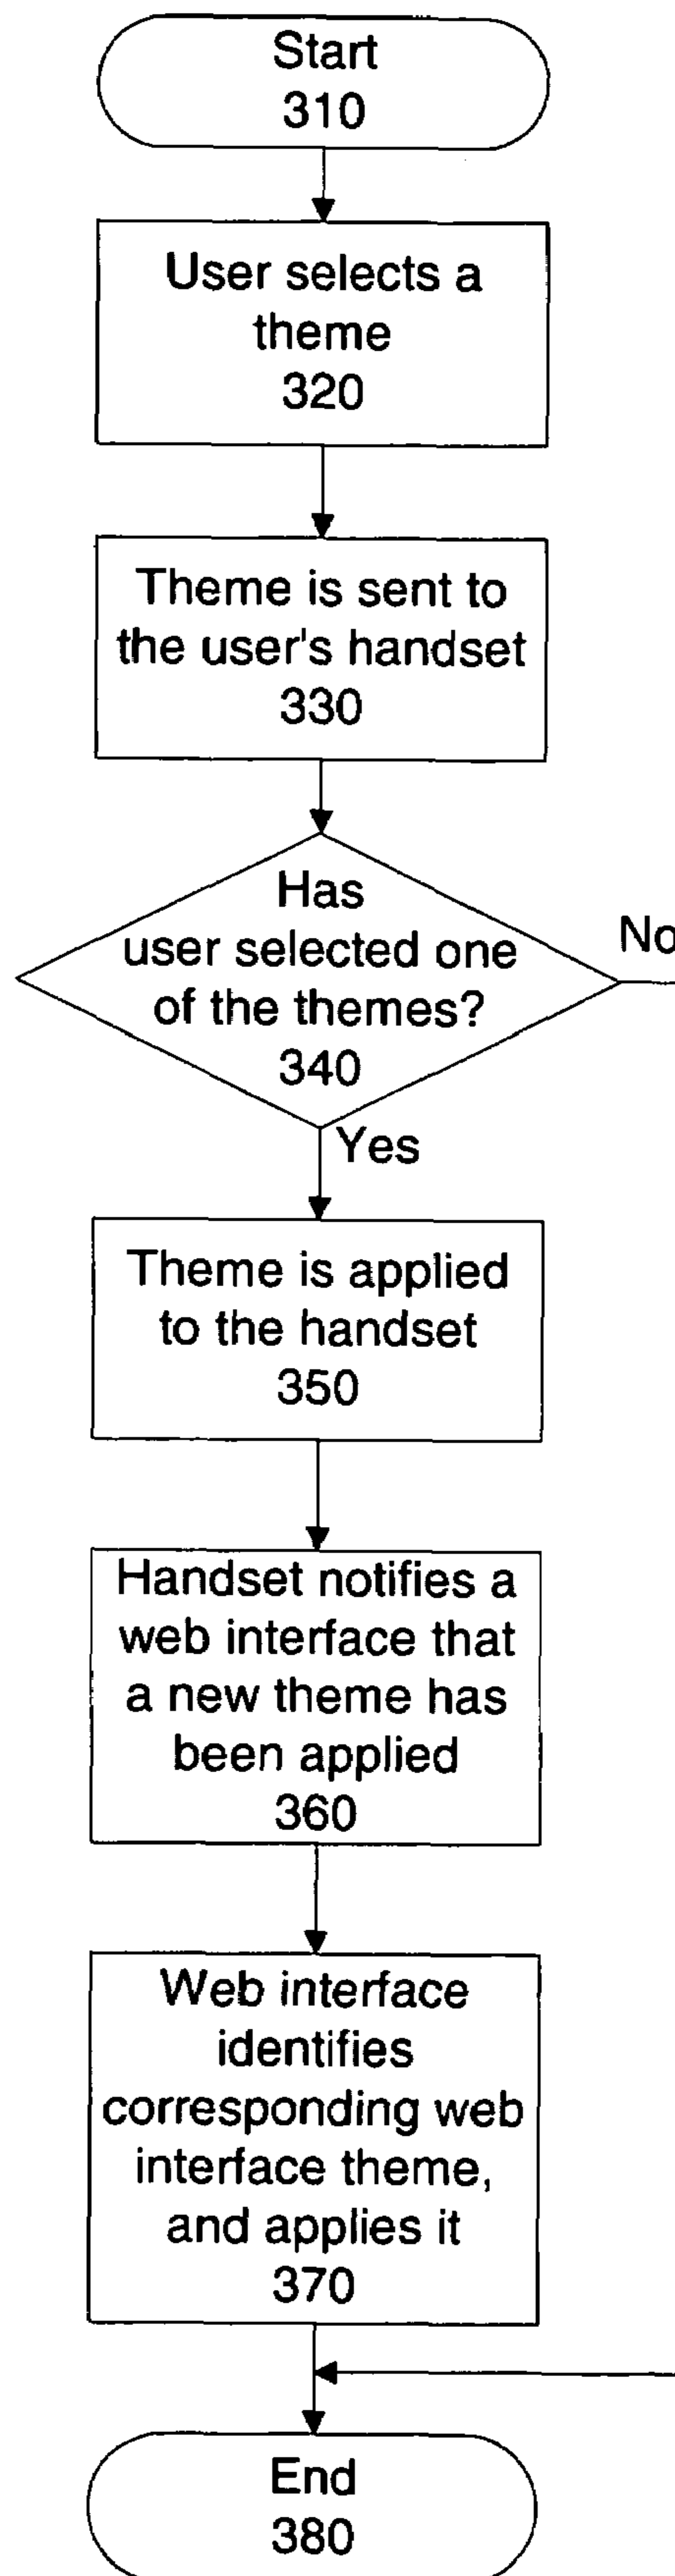 Start
310
User selects a
theme
320
Theme is sent to
the user's handset
330
Has
user selected one
of the themes?
340
No
Yes
Theme is applied
to the handset
350
Handset notifies a
web interface that
a new theme has
been applied
360
Web interface
identifies
corresponding web
interface theme,
and applies it
370
End
380